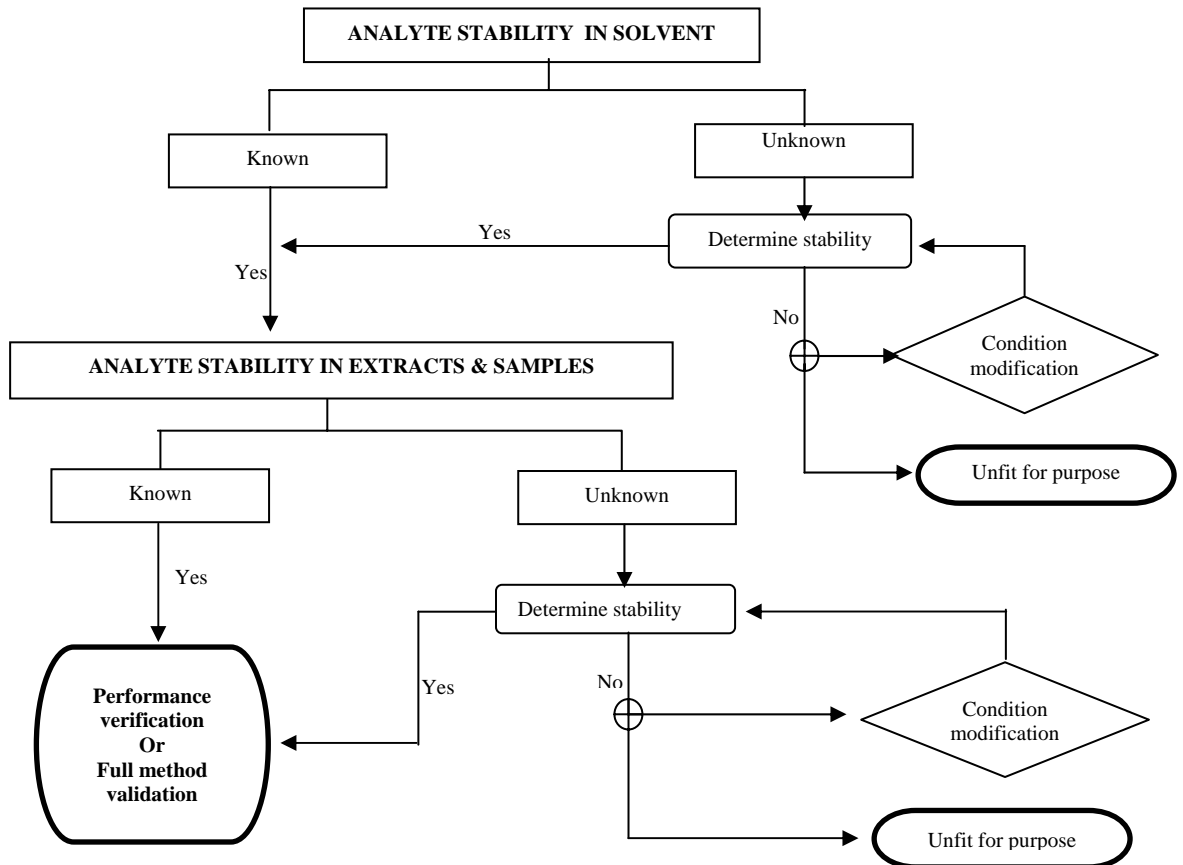 ANALYTE STABILITY IN SOLVENT
Known
Unknown
Yes
Determine stability
Yes
No
Condition
modification
ANALYTE STABILITY IN EXTRACTS & SAMPLES
Unfit for purpose
Known
Unknown
Yes
Determine stability
Yes
No
Performance
verification
Or
Full method
validation
Condition
modification
Unfit for purpose